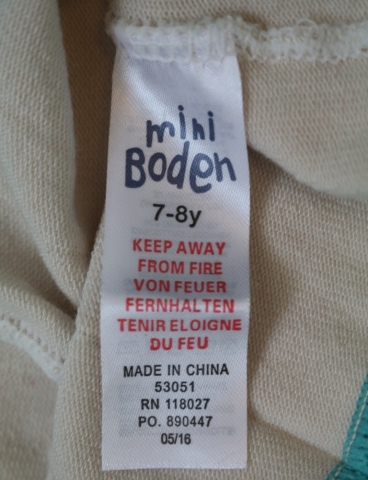 mini
Boden
7-8y
KEEP AWAY
FROM FIRE
VON FEUER
FERNHALTEN
TENIR ELOIGNE
DU FEU
MADE IN CHINA
53051
RN 118027
PO. 890447
05/16